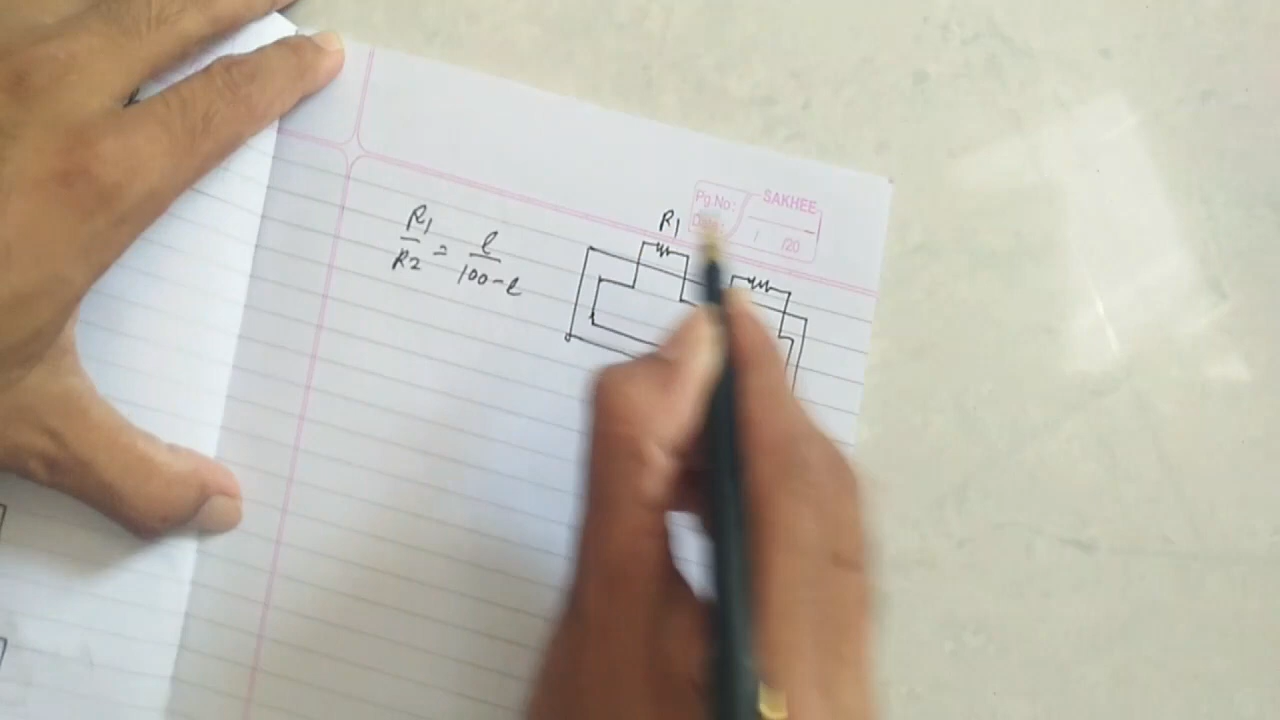 R1/R2 = l/100-l
R1
Pg.No:
SAKHEE
Date:
/ /20